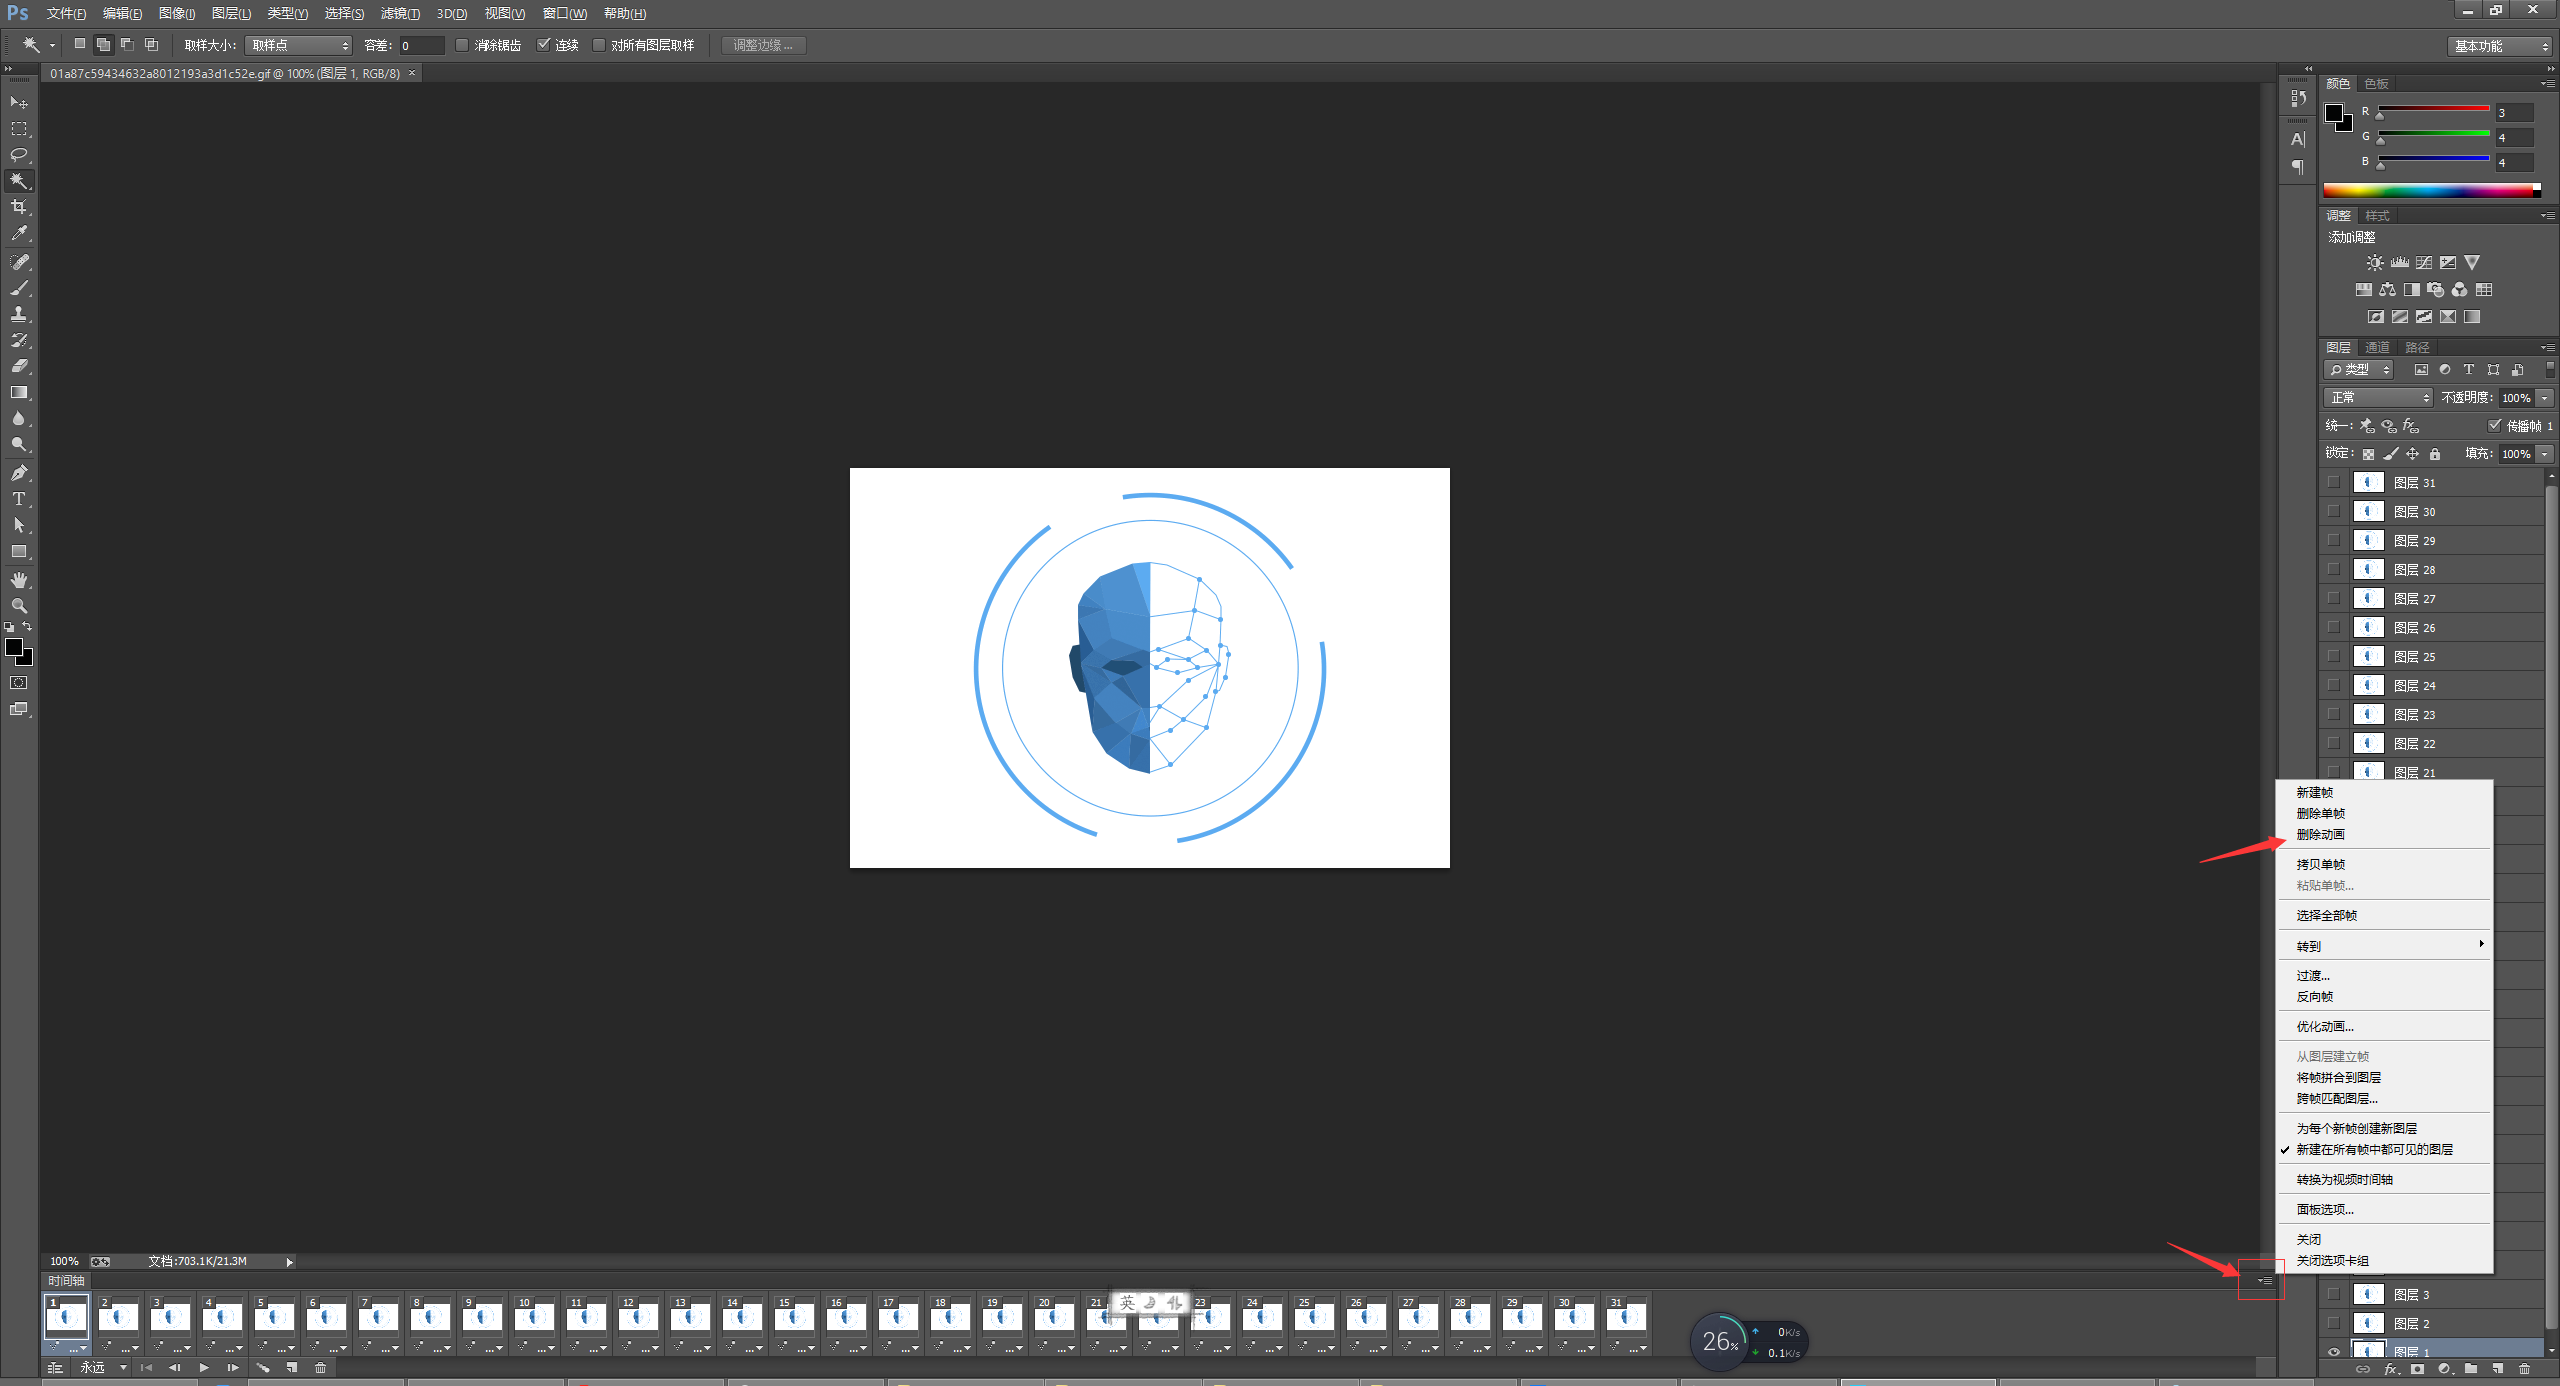 Ps 文件(F) 编辑(E) 图像(I) 图层(L) 类型(Y) 选择(S) 滤镜(T) 3D(D) 视图(V) 窗口(W) 帮助(H)
取样大小: 取样点 容差: 0 消除锯齿 连续 对所有图层取样 调整边缘... 基本功能
01a87c59434632a8012193a3d1c52e.gif @ 100% (图层 1, RGB/8) ×
颜色 色板
R 3
G 4
B 4
调整 样式
添加调整
图层 通道 路径
类型
正常 不透明度: 100%
统一: 传播帧 1
锁定: 填充: 100%
图层 31
图层 30
图层 29
图层 28
图层 27
图层 26
图层 25
图层 24
图层 23
图层 22
图层 21
新建帧
删除单帧
删除动画
拷贝单帧
粘贴单帧...
选择全部帧
转到
过渡...
反向帧
优化动画...
从图层建立帧
将帧拼合到图层
跨帧匹配图层...
为每个新帧创建新图层
新建在所有帧中都可见的图层
转换为视频时间轴
面板选项...
关闭
关闭选项卡组
图层 3
图层 2
图层 1
100% 文档:703.1K/21.3M
时间轴
1 2 3 4 5 6 7 8 9 10 11 12 13 14 15 16 17 18 19 20 21 英 23 24 25 26 27 28 29 30 31
26% 0K/s
0.1K/s
永远